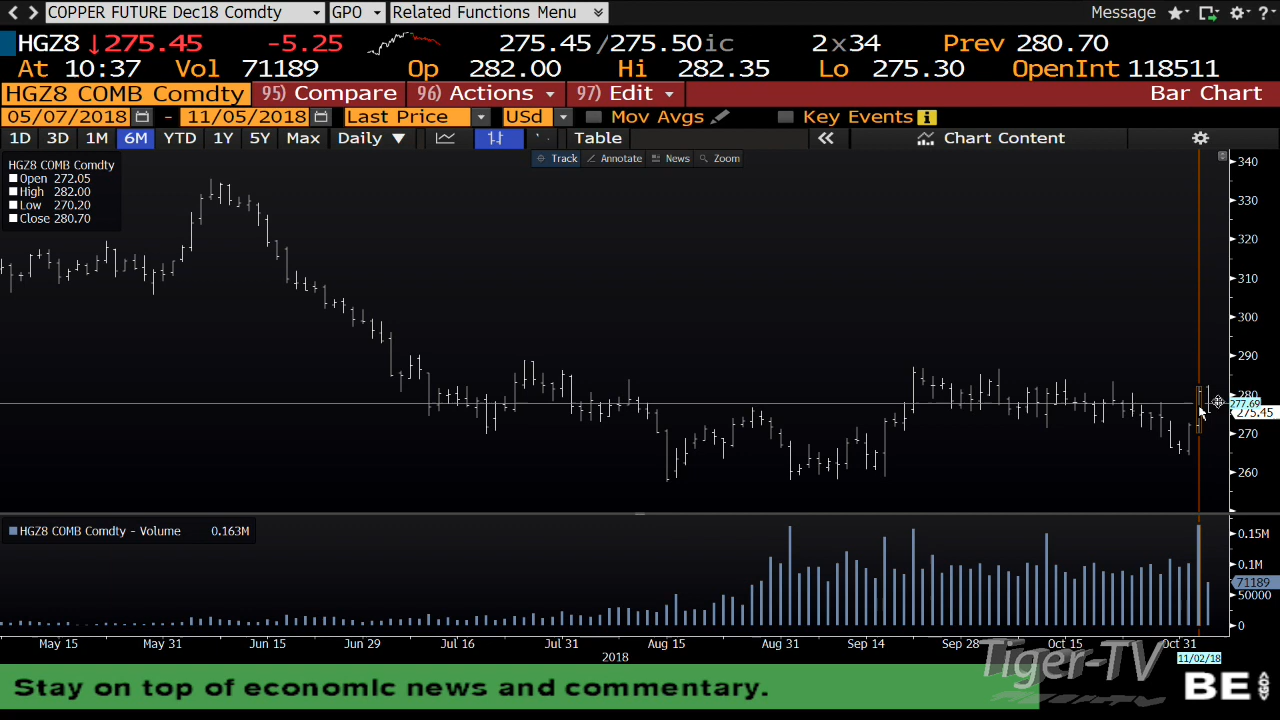 COPPER FUTURE Dec18 Comdty GPO Related Functions Menu Message ?
HGZ8 ↓275.45 -5.25 275.45/275.50ic 2x34 Prev 280.70
At 10:37 Vol 71189 Op 282.00 Hi 282.35 Lo 275.30 OpenInt 118511
HGZ8 COMB Comdty 95) Compare 96) Actions 97) Edit Bar Chart
05/07/2018 - 11/05/2018 Last Price USd Mov Avgs Key Events
1D 3D 1M 6M YTD 1Y 5Y Max Daily ▼ Table « Chart Content
Track Annotate News Zoom
HGZ8 COMB Comdty
Open 272.05
High 282.00
Low 270.20
Close 280.70
340
330
320
310
300
290
280
277.69
275.45
270
260
HGZ8 COMB Comdty - Volume 0.163M
0.15M
0.1M
71189
50000
0
May 15 May 31 Jun 15 Jun 29 Jul 16 Jul 31 Aug 15 Aug 31 Sep 14 Sep 28 Oct 15 Oct 31
2018
11/02/18
Tiger-TV
Stay on top of economic news and commentary.
BE <GO>